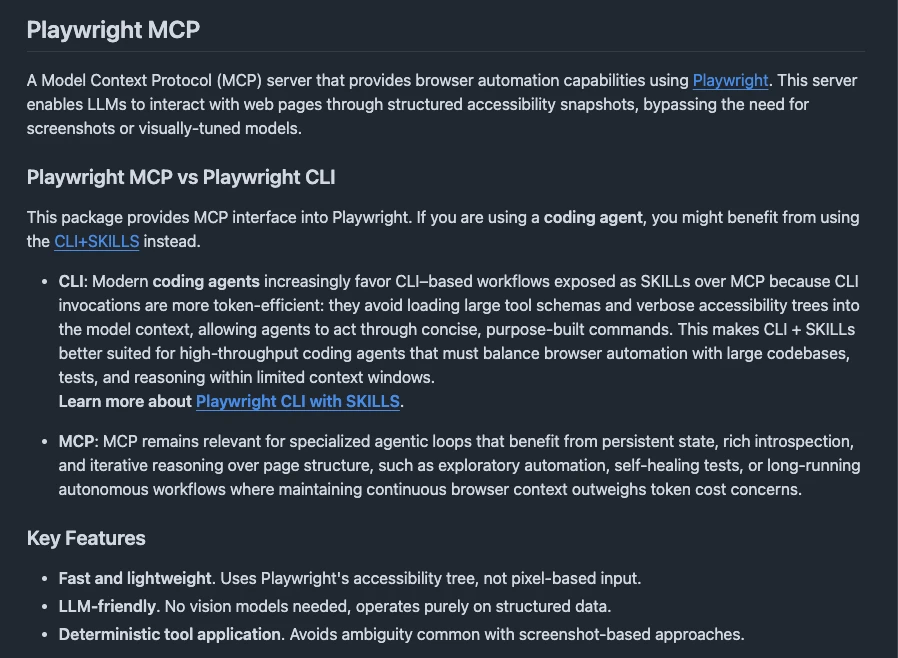 Playwright MCP
A Model Context Protocol (MCP) server that provides browser automation capabilities using Playwright. This server
enables LLMs to interact with web pages through structured accessibility snapshots, bypassing the need for
screenshots or visually-tuned models.
Playwright MCP vs Playwright CLI
This package provides MCP interface into Playwright. If you are using a coding agent, you might benefit from using
the CLI+SKILLS instead.
• CLI: Modern coding agents increasingly favor CLI–based workflows exposed as SKILLs over MCP because CLI
invocations are more token-efficient: they avoid loading large tool schemas and verbose accessibility trees into
the model context, allowing agents to act through concise, purpose-built commands. This makes CLI + SKILLs
better suited for high-throughput coding agents that must balance browser automation with large codebases,
tests, and reasoning within limited context windows.
Learn more about Playwright CLI with SKILLS.
• MCP: MCP remains relevant for specialized agentic loops that benefit from persistent state, rich introspection,
and iterative reasoning over page structure, such as exploratory automation, self-healing tests, or long-running
autonomous workflows where maintaining continuous browser context outweighs token cost concerns.
Key Features
• Fast and lightweight. Uses Playwright's accessibility tree, not pixel-based input.
• LLM-friendly. No vision models needed, operates purely on structured data.
• Deterministic tool application. Avoids ambiguity common with screenshot-based approaches.